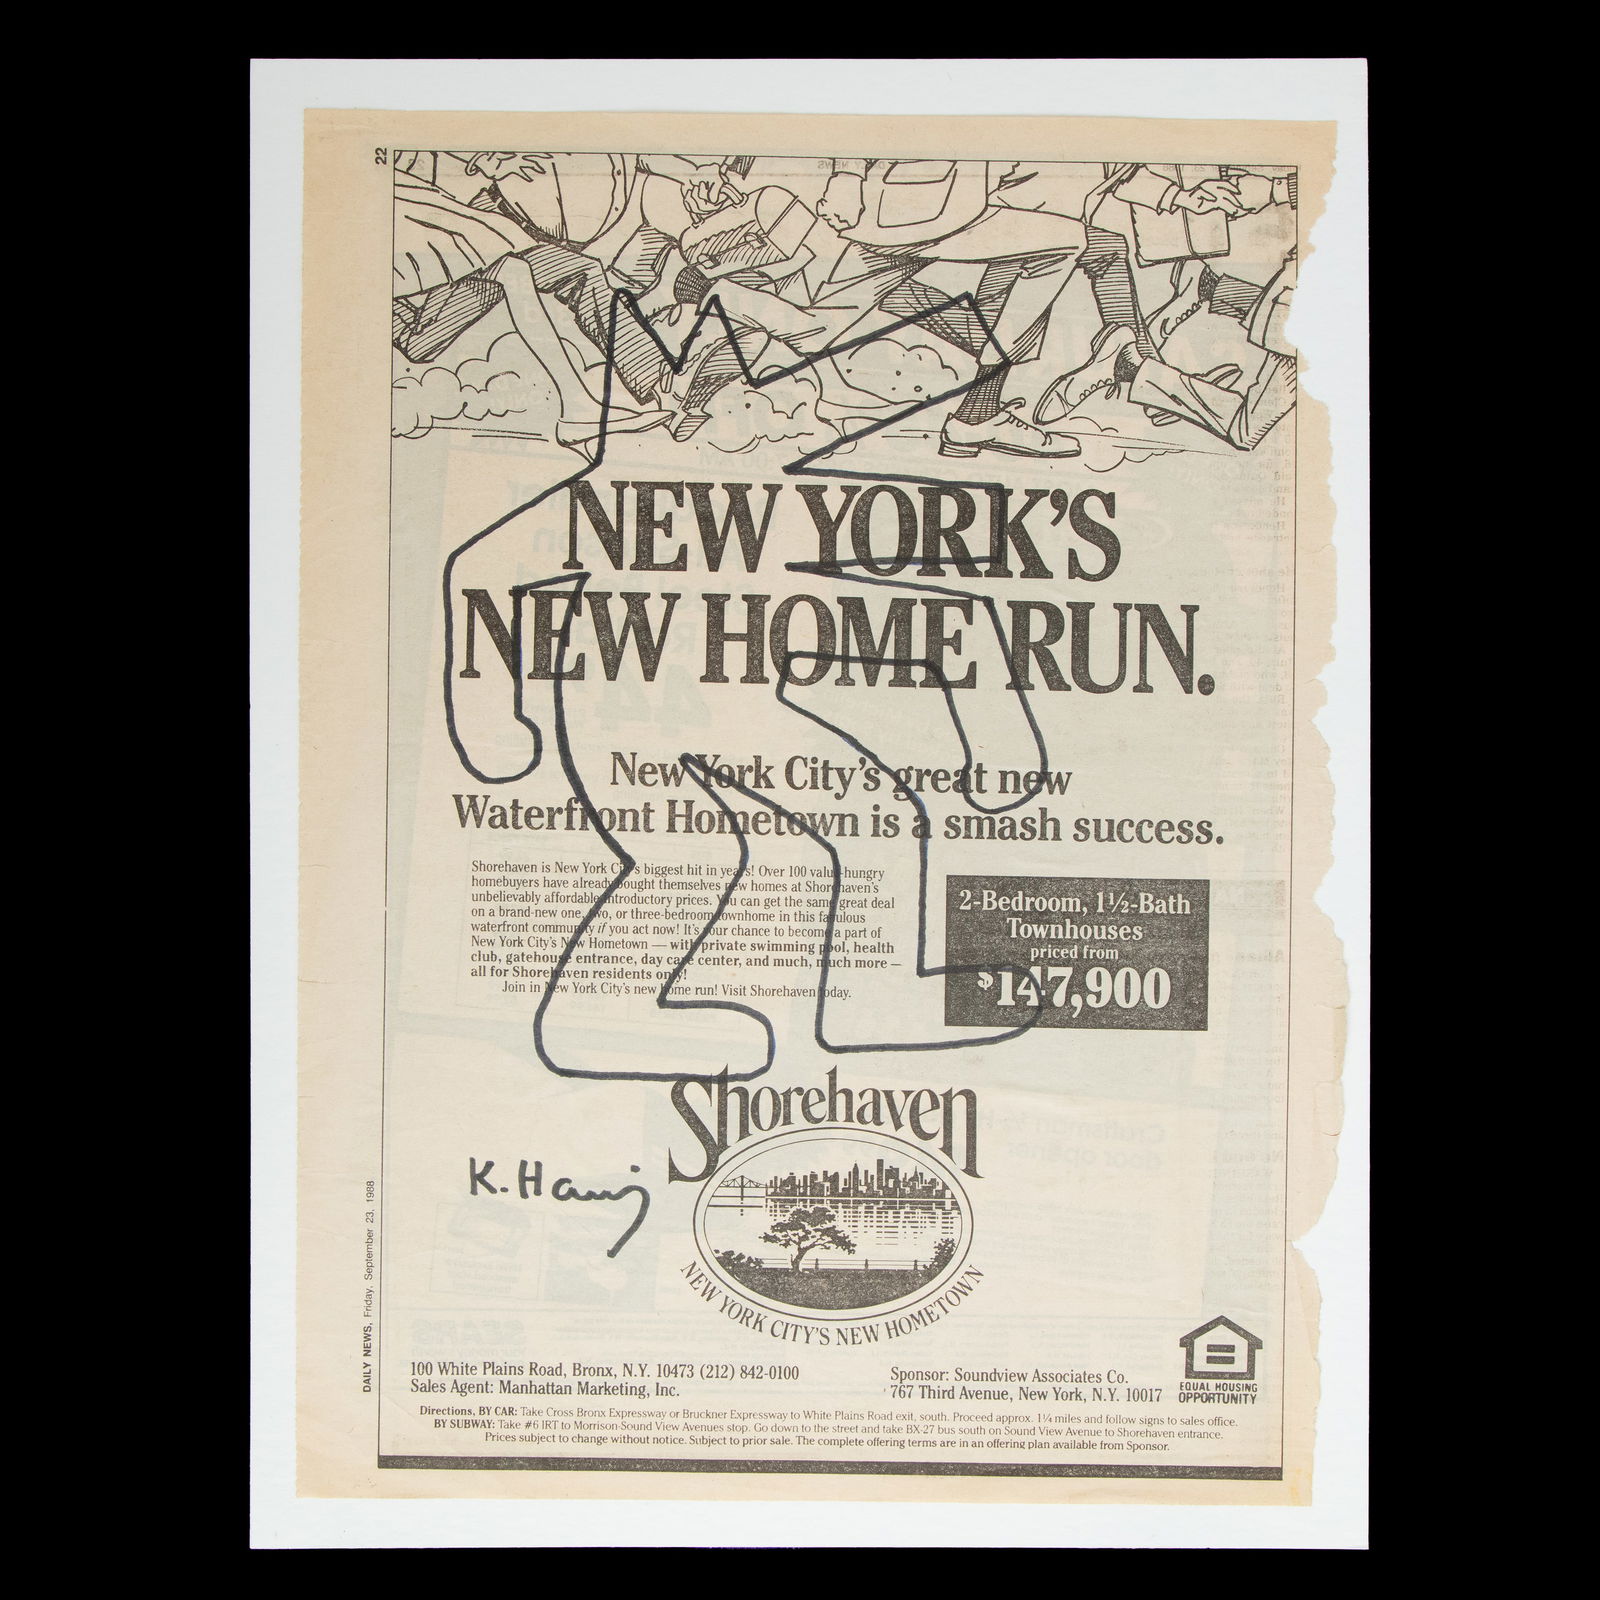 22
NEW YORK'S
NEW HOME RUN.
New York City's great new
Waterfront Hometown is a smash success.
Shorehaven is New York City's biggest hit in years! Over 100 value-hungry
homebuyers have already bought themselves new homes at Shorehaven's
unbelievably affordable introductory prices. You can get the same great deal
on a brand-new one, two, or three-bedroom townhome in this fabulous
waterfront community if you act now! It's your chance to become a part of
New York City's New Hometown — with private swimming pool, health
club, gatehouse entrance, day care center, and much, much more —
all for Shorehaven residents only!
Join in New York City's new home run! Visit Shorehaven today.
2-Bedroom, 1½-Bath
Townhouses
priced from
$147,900
Shorehaven
K. Haring
NEW YORK CITY'S NEW HOMETOWN
DAILY NEWS, Friday, September 23, 1988
100 White Plains Road, Bronx, N.Y. 10473 (212) 842-0100
Sales Agent: Manhattan Marketing, Inc.
Sponsor: Soundview Associates Co.
767 Third Avenue, New York, N.Y. 10017
EQUAL HOUSING
OPPORTUNITY
Directions, BY CAR: Take Cross Bronx Expressway or Bruckner Expressway to White Plains Road exit, south. Proceed approx. 1¼ miles and follow signs to sales office.
BY SUBWAY: Take #6 IRT to Morrison-Sound View Avenues stop. Go down to the street and take BX-27 bus south on Sound View Avenue to Shorehaven entrance.
Prices subject to change without notice. Subject to prior sale. The complete offering terms are in an offering plan available from Sponsor.